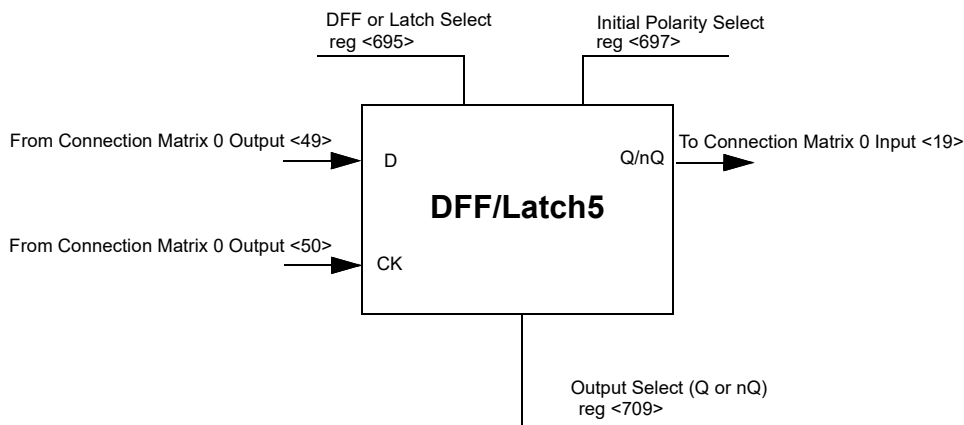 DFF or Latch Select
reg <695>
Initial Polarity Select
reg <697>
From Connection Matrix 0 Output <49>
D
Q/nQ
To Connection Matrix 0 Input <19>
DFF/Latch5
From Connection Matrix 0 Output <50>
CK
Output Select (Q or nQ)
reg <709>